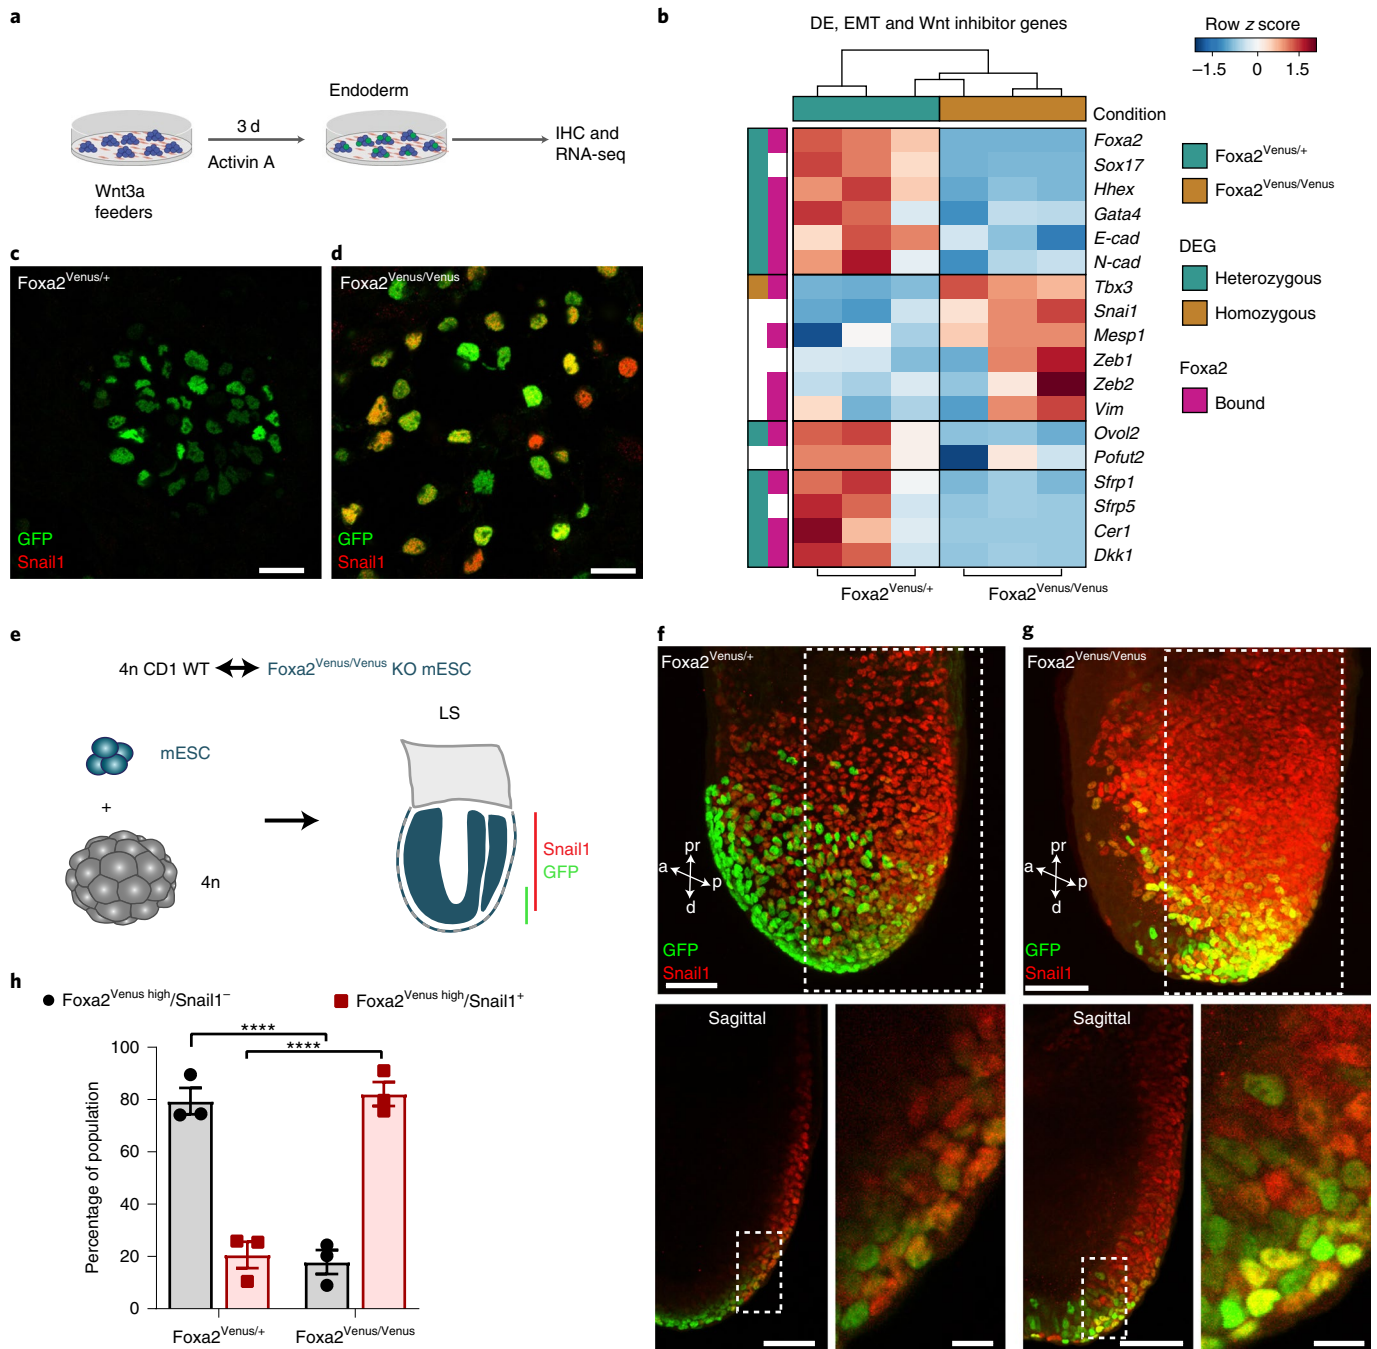 a
Endoderm
3 d
Activin A
IHC and
RNA-seq
Wnt3a
feeders
b
DE, EMT and Wnt inhibitor genes
Row z score
−1.5 0 1.5
Condition
Foxa2
Sox17
Hhex
Gata4
E-cad
N-cad
Tbx3
Snai1
Mesp1
Zeb1
Zeb2
Vim
Ovol2
Pofut2
Sfrp1
Sfrp5
Cer1
Dkk1
Foxa2Venus/+
Foxa2Venus/Venus
Foxa2Venus/+
Foxa2Venus/Venus
DEG
Heterozygous
Homozygous
Foxa2
Bound
c
Foxa2Venus/+
GFP
Snail1
d
Foxa2Venus/Venus
GFP
Snail1
e
4n CD1 WT
Foxa2Venus/Venus KO mESC
LS
mESC
+
4n
Snail1
GFP
f
Foxa2Venus/+
pr
a
p
d
GFP
Snail1
Sagittal
g
Foxa2Venus/Venus
pr
a
p
d
GFP
Snail1
Sagittal
h
Foxa2Venus high/Snail1−
Foxa2Venus high/Snail1+
****
****
Percentage of population
100
80
60
40
20
0
Foxa2Venus/+
Foxa2Venus/Venus